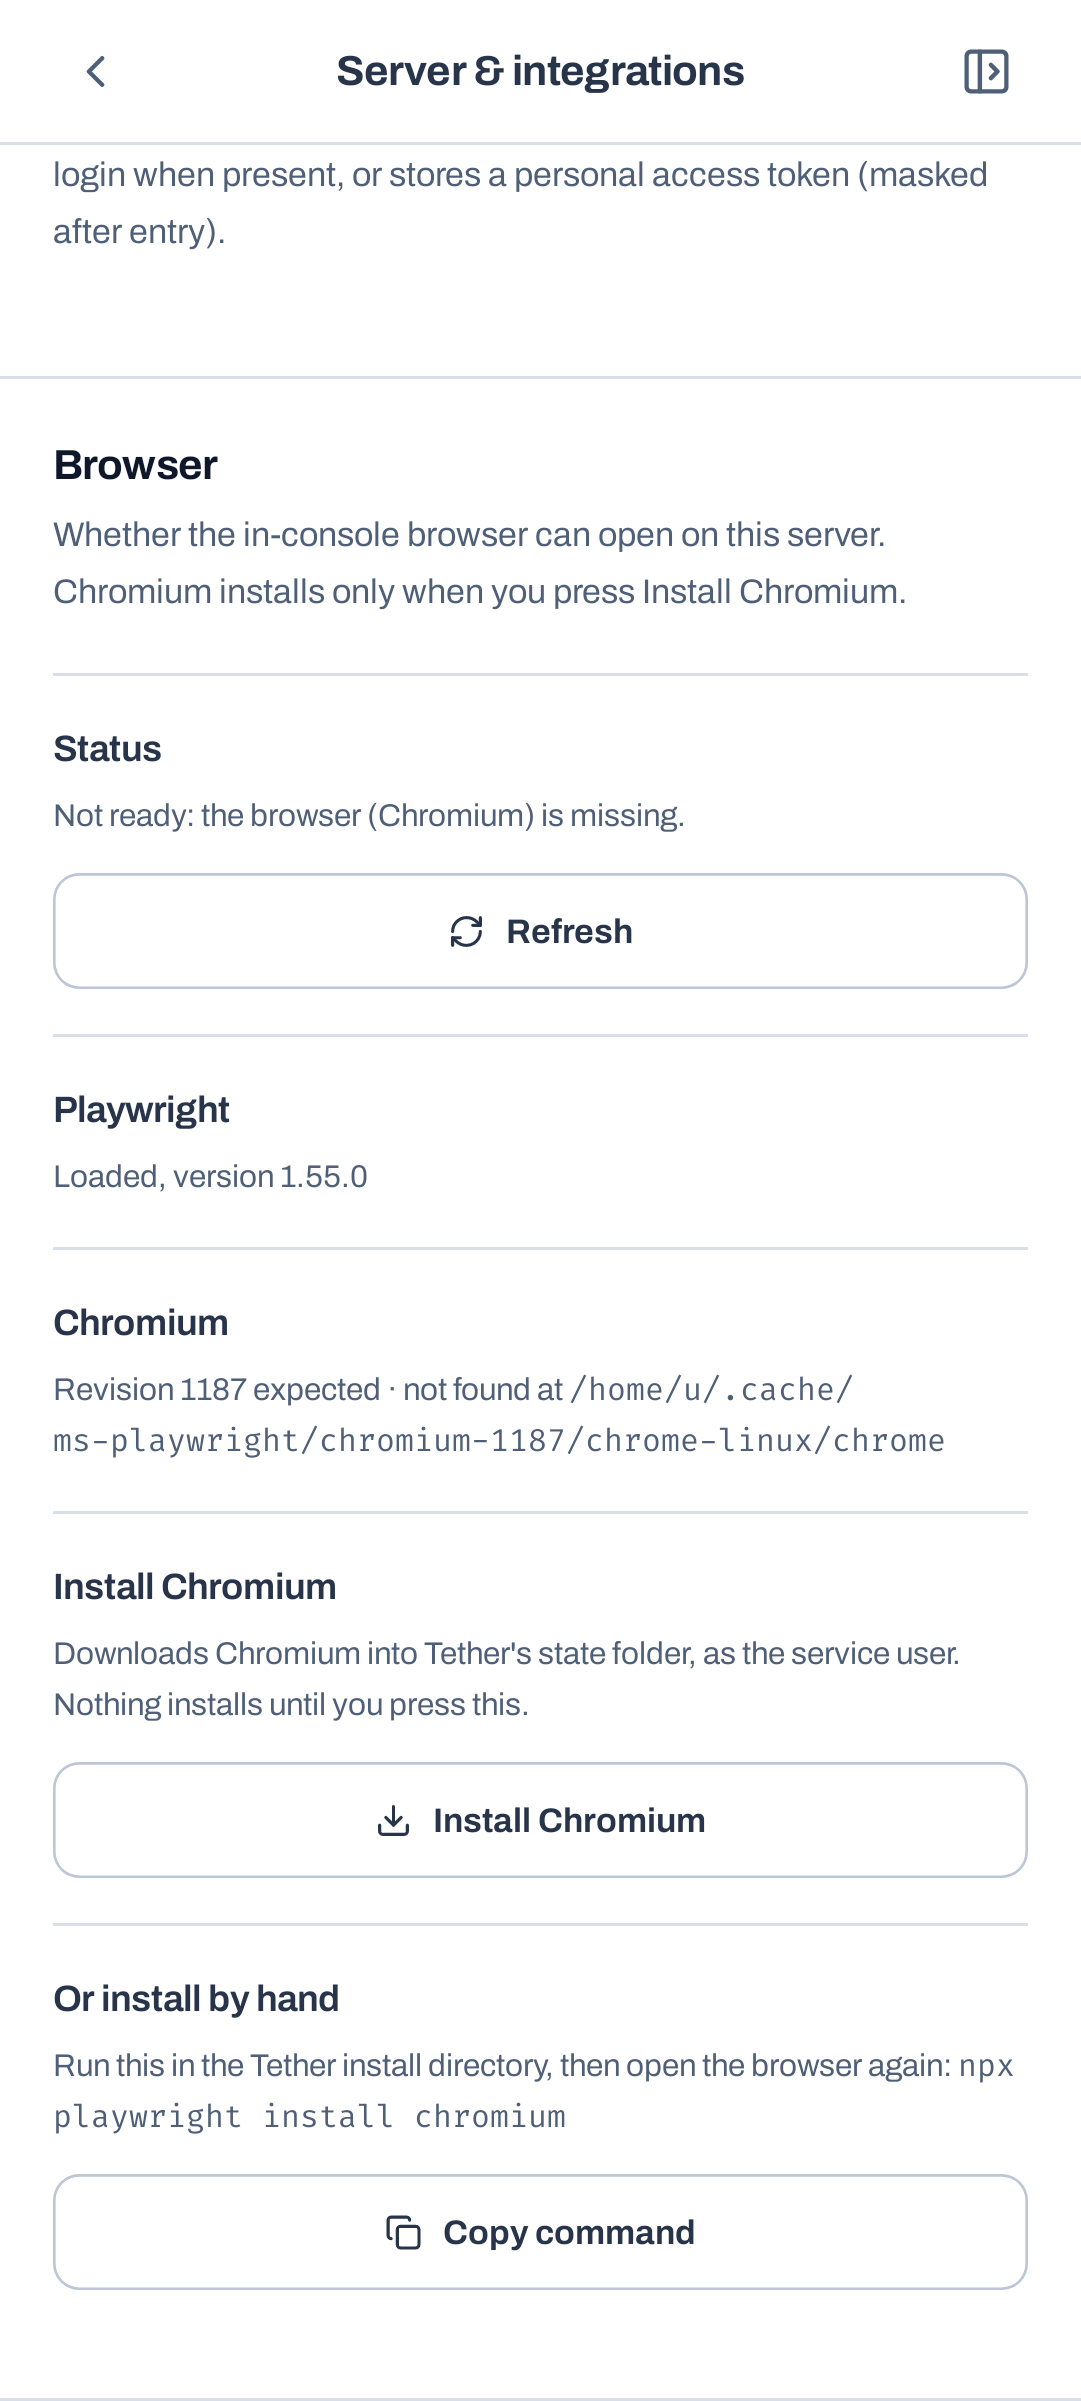 Server & integrations
login when present, or stores a personal access token (masked
after entry).
Browser
Whether the in-console browser can open on this server.
Chromium installs only when you press Install Chromium.
Status
Not ready: the browser (Chromium) is missing.
Refresh
Playwright
Loaded, version 1.55.0
Chromium
Revision 1187 expected · not found at /home/u/.cache/
ms-playwright/chromium-1187/chrome-linux/chrome
Install Chromium
Downloads Chromium into Tether's state folder, as the service user.
Nothing installs until you press this.
Install Chromium
Or install by hand
Run this in the Tether install directory, then open the browser again: npx
playwright install chromium
Copy command